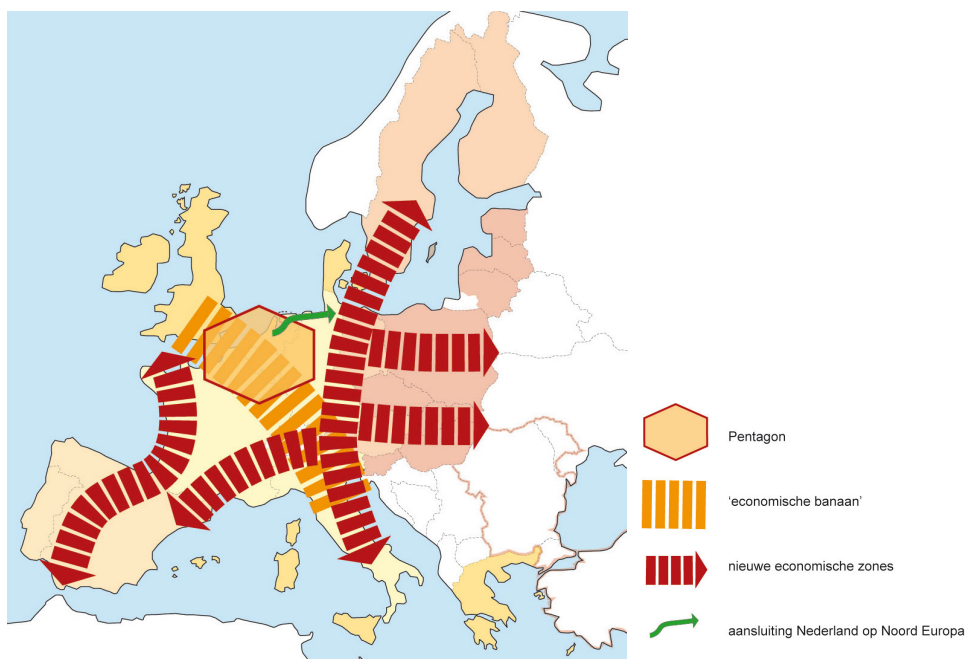 Pentagon
‘economische banaan’
nieuwe economische zones
aansluiting Nederland op Noord Europa